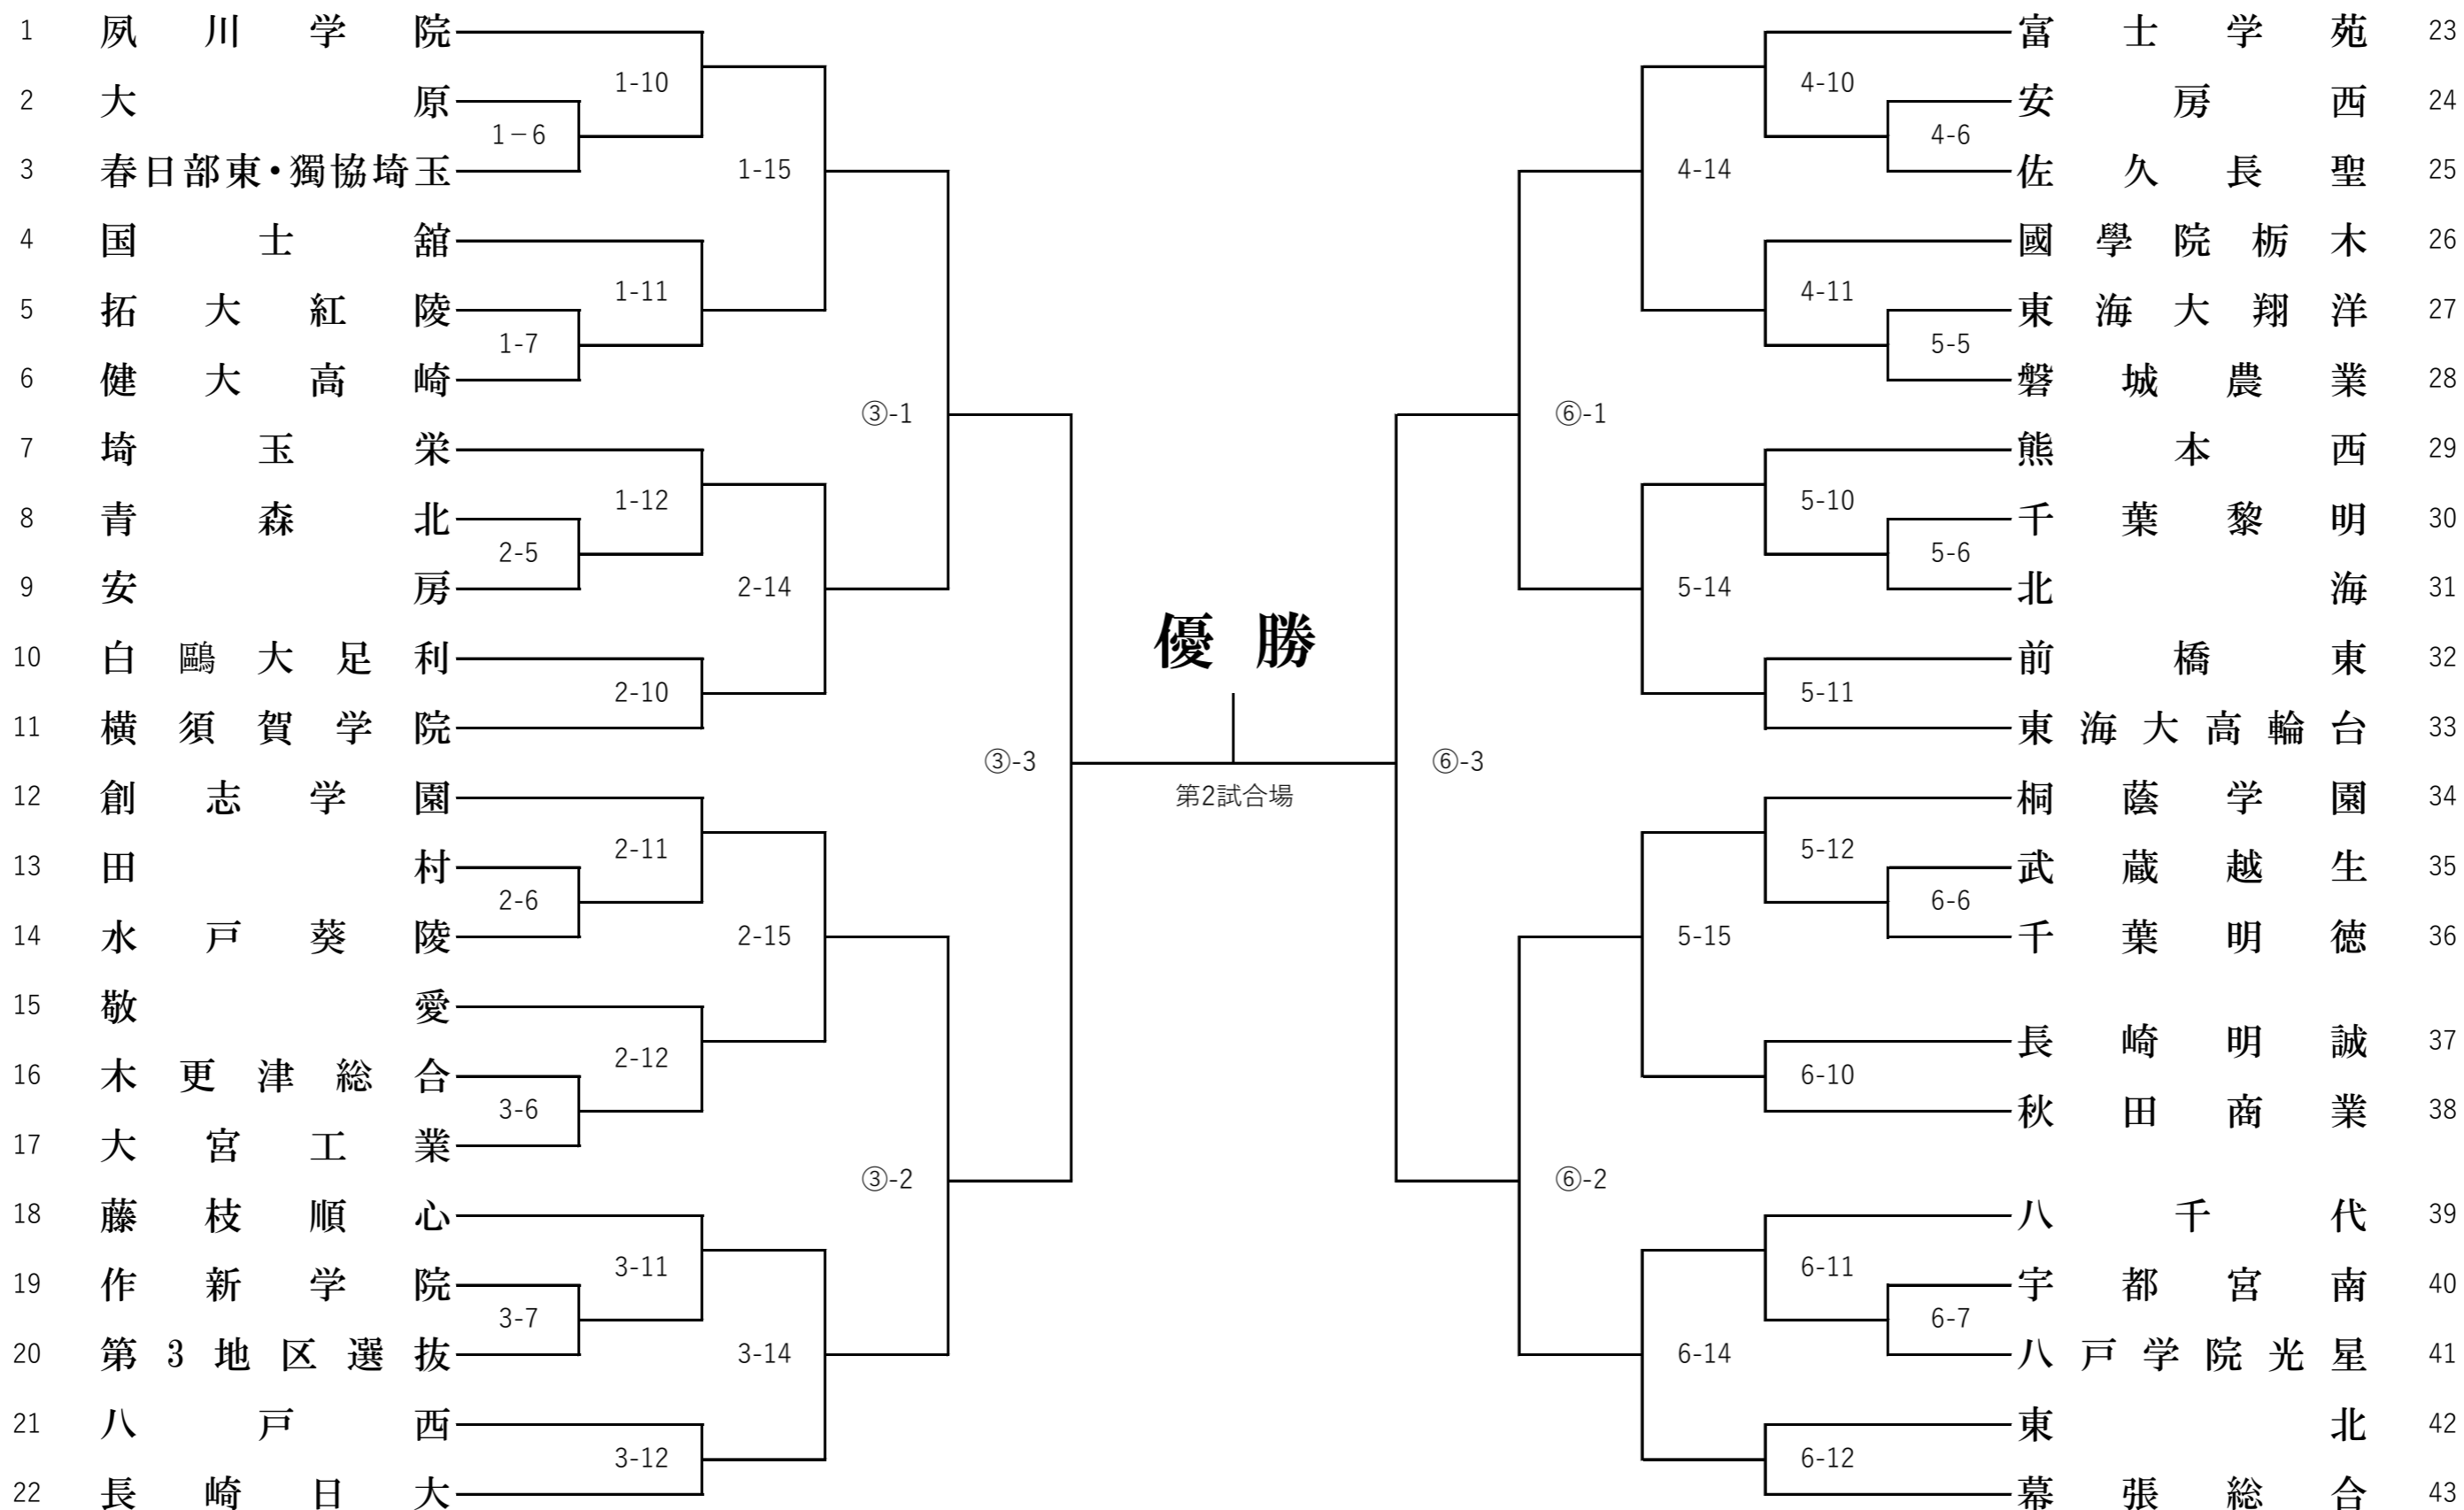 1 夙川学院
富士学苑 23
1-10
4-10
2 大原
安房西 24
1−6
4-6
3 春日部東・獨協埼玉
1-15
4-14
佐久長聖 25
4 国士舘
國學院栃木 26
1-11
4-11
5 拓大紅陵
東海大翔洋 27
1-7
5-5
6 健大高崎
磐城農業 28
③-1
⑥-1
7 埼玉栄
熊本西 29
1-12
5-10
8 青森北
千葉黎明 30
2-5
5-6
9 安房
2-14
5-14
北海 31
優勝
10 白鷗大足利
前橋東 32
2-10
5-11
11 横須賀学院
東海大高輪台 33
③-3
⑥-3
12 創志学園
第2試合場
桐蔭学園 34
2-11
5-12
13 田村
武蔵越生 35
2-6
6-6
14 水戸葵陵
2-15
5-15
千葉明徳 36
15 敬愛
長崎明誠 37
2-12
6-10
16 木更津総合
秋田商業 38
3-6
17 大宮工業
③-2
⑥-2
18 藤枝順心
八千代 39
3-11
6-11
19 作新学院
宇都宮南 40
3-7
6-7
20 第3地区選抜
3-14
6-14
八戸学院光星 41
21 八戸西
東北 42
3-12
6-12
22 長崎日大
幕張総合 43